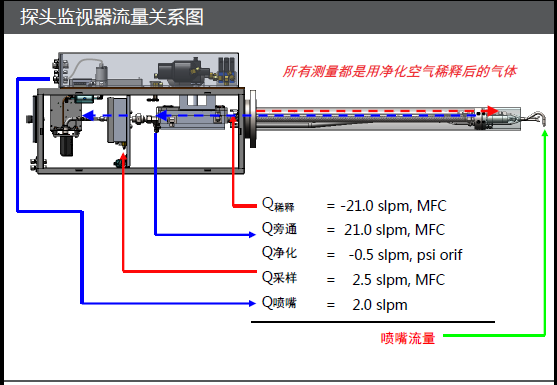 探头监视器流量关系图
所有测量都是用净化空气稀释后的气体
Q稀释 = -21.0 slpm, MFC
Q旁通 = 21.0 slpm, MFC
Q净化 = -0.5 slpm, psi orif
Q采样 = 2.5 slpm, MFC
Q喷嘴 = 2.0 slpm
喷嘴流量